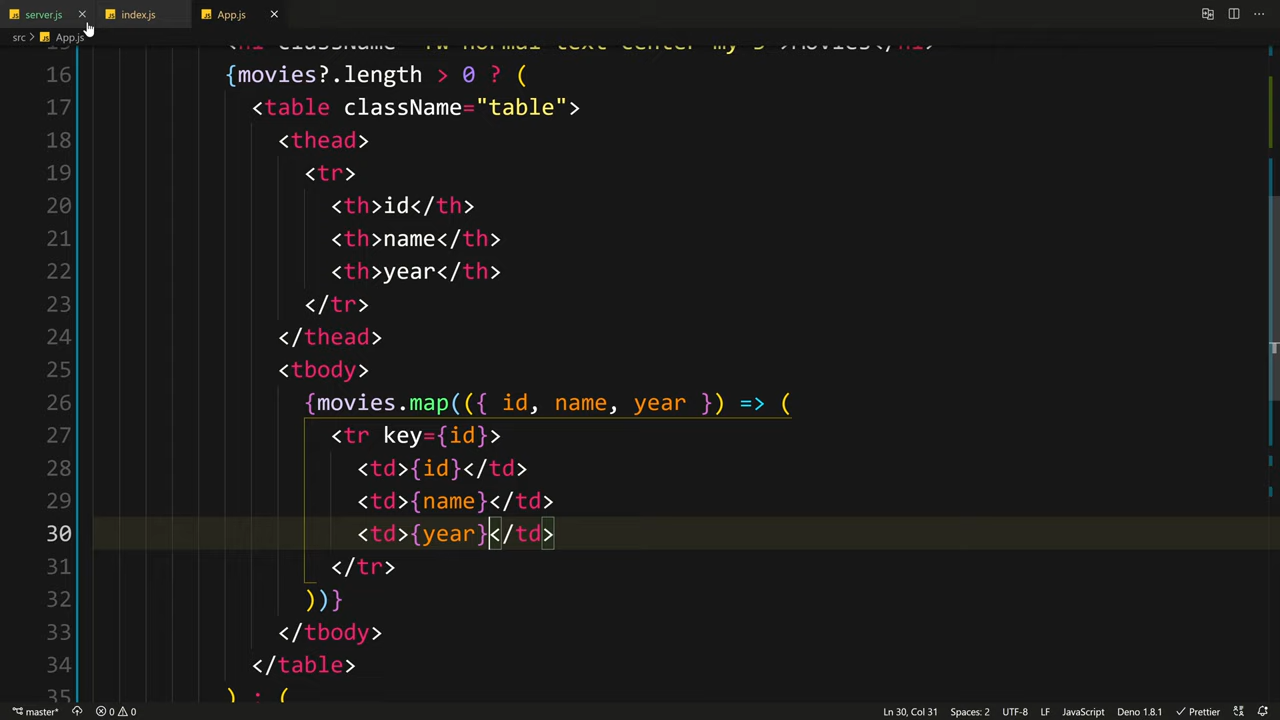 server.js index.js App.js
src > App.js
16 {movies?.length > 0 ? (
17 <table className="table">
18 <thead>
19 <tr>
20 <th>id</th>
21 <th>name</th>
22 <th>year</th>
23 </tr>
24 </thead>
25 <tbody>
26 {movies.map(({ id, name, year }) => (
27 <tr key={id}>
28 <td>{id}</td>
29 <td>{name}</td>
30 <td>{year}</td>
31 </tr>
32 ))}
33 </tbody>
34 </table>
35 ) : (
master* 0 0 Ln 30, Col 31 Spaces: 2 UTF-8 LF JavaScript Deno 1.8.1 Prettier